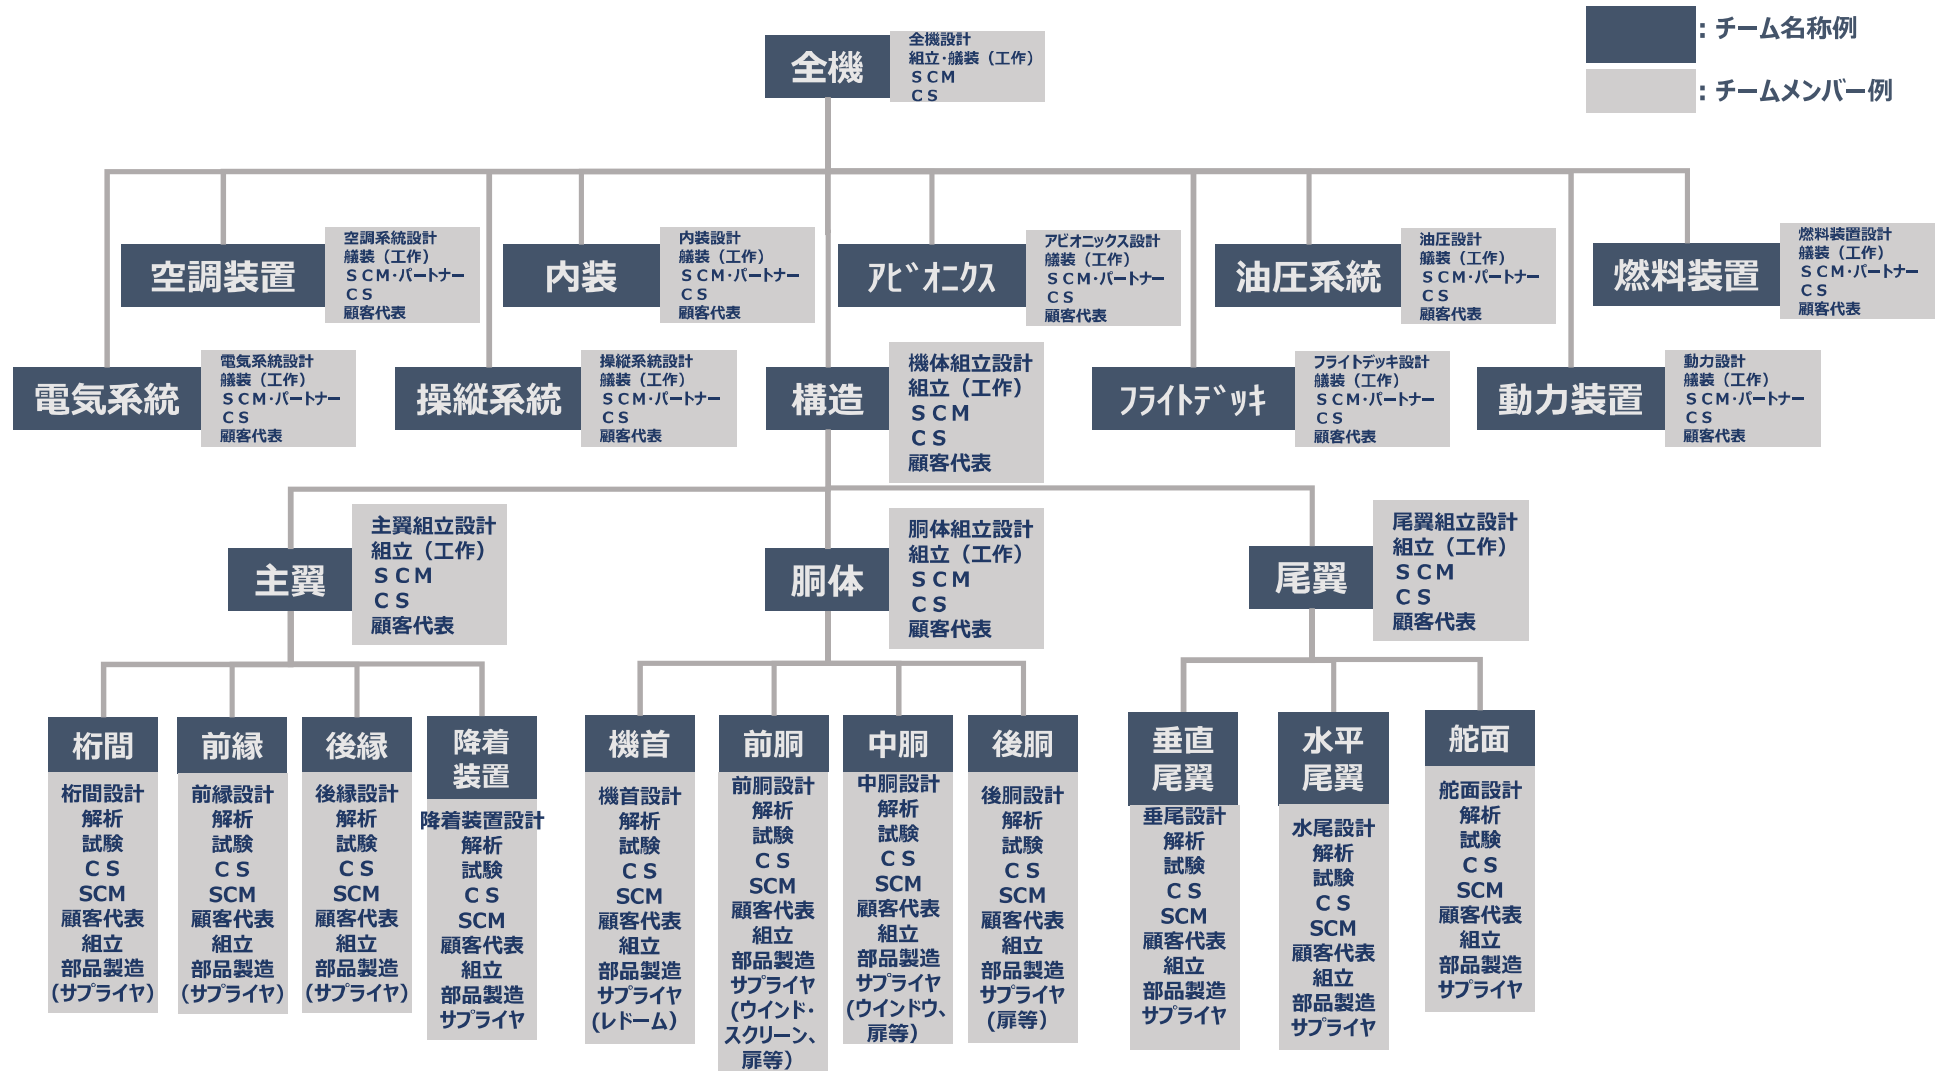 ：チーム名称例
：チームメンバー例
全機
全機設計
組立･艤装（工作）
ＳＣＭ
ＣＳ
空調装置
空調系統設計
艤装（工作）
ＳＣＭ･パートナー
ＣＳ
顧客代表
内装
内装設計
艤装（工作）
ＳＣＭ･パートナー
ＣＳ
顧客代表
ｱﾋﾞｵﾆｸｽ
アビオニックス設計
艤装（工作）
ＳＣＭ･パートナー
ＣＳ
顧客代表
油圧系統
油圧設計
艤装（工作）
ＳＣＭ･パートナー
ＣＳ
顧客代表
燃料装置
燃料装置設計
艤装（工作）
ＳＣＭ･パートナー
ＣＳ
顧客代表
電気系統
電気系統設計
艤装（工作）
ＳＣＭ･パートナー
ＣＳ
顧客代表
操縦系統
操縦系統設計
艤装（工作）
ＳＣＭ･パートナー
ＣＳ
顧客代表
構造
機体組立設計
組立（工作）
ＳＣＭ
ＣＳ
顧客代表
ﾌﾗｲﾄﾃﾞｯｷ
フライトデッキ設計
艤装（工作）
ＳＣＭ･パートナー
ＣＳ
顧客代表
動力装置
動力設計
艤装（工作）
ＳＣＭ･パートナー
ＣＳ
顧客代表
主翼
主翼組立設計
組立（工作）
ＳＣＭ
ＣＳ
顧客代表
胴体
胴体組立設計
組立（工作）
ＳＣＭ
ＣＳ
顧客代表
尾翼
尾翼組立設計
組立（工作）
ＳＣＭ
ＣＳ
顧客代表
桁間
桁間設計
解析
試験
ＣＳ
SCM
顧客代表
組立
部品製造
(サプライヤ)
前縁
前縁設計
解析
試験
ＣＳ
SCM
顧客代表
組立
部品製造
(サプライヤ)
後縁
後縁設計
解析
試験
ＣＳ
SCM
顧客代表
組立
部品製造
(サプライヤ)
降着
装置
降着装置設計
解析
試験
ＣＳ
SCM
顧客代表
組立
部品製造
サプライヤ
機首
機首設計
解析
試験
ＣＳ
SCM
顧客代表
組立
部品製造
サプライヤ
(レドーム）
前胴
前胴設計
解析
試験
ＣＳ
SCM
顧客代表
組立
部品製造
サプライヤ
(ウインド･
スクリーン、
扉等）
中胴
中胴設計
解析
試験
ＣＳ
SCM
顧客代表
組立
部品製造
サプライヤ
(ウインドウ、
扉等）
後胴
後胴設計
解析
試験
ＣＳ
SCM
顧客代表
組立
部品製造
サプライヤ
(扉等）
垂直
尾翼
垂尾設計
解析
試験
ＣＳ
SCM
顧客代表
組立
部品製造
サプライヤ
水平
尾翼
水尾設計
解析
試験
ＣＳ
SCM
顧客代表
組立
部品製造
サプライヤ
舵面
舵面設計
解析
試験
ＣＳ
SCM
顧客代表
組立
部品製造
サプライヤ